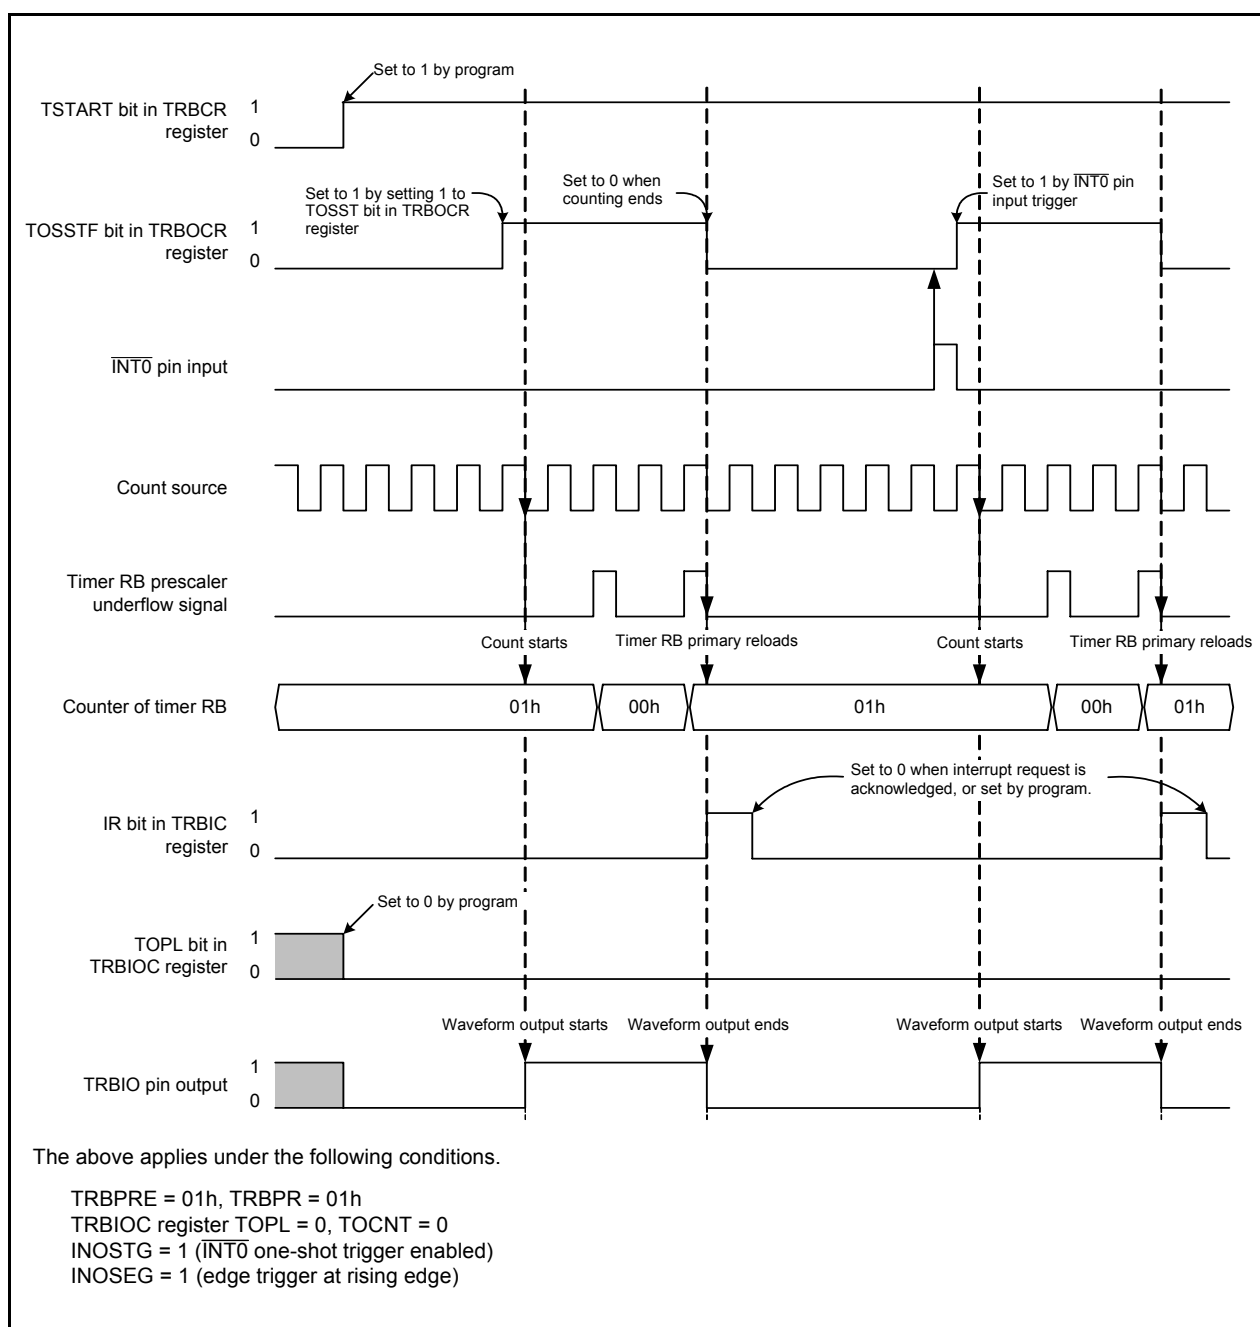 Set to 1 by program
TSTART bit in TRBCR
register
1
0
Set to 1 by setting 1 to
TOSST bit in TRBOCR
register
Set to 0 when
counting ends
Set to 1 by INT0 pin
input trigger
TOSSTF bit in TRBOCR
register
1
0
INT0 pin input
Count source
Timer RB prescaler
underflow signal
Count starts
Timer RB primary reloads
Count starts
Timer RB primary reloads
Counter of timer RB
01h
00h
01h
00h
01h
Set to 0 when interrupt request is
acknowledged, or set by program.
IR bit in TRBIC
register
1
0
Set to 0 by program
TOPL bit in
TRBIOC register
1
0
Waveform output starts
Waveform output ends
Waveform output starts
Waveform output ends
TRBIO pin output
1
0
The above applies under the following conditions.
TRBPRE = 01h, TRBPR = 01h
TRBIOC register TOPL = 0, TOCNT = 0
INOSTG = 1 (INT0 one-shot trigger enabled)
INOSEG = 1 (edge trigger at rising edge)